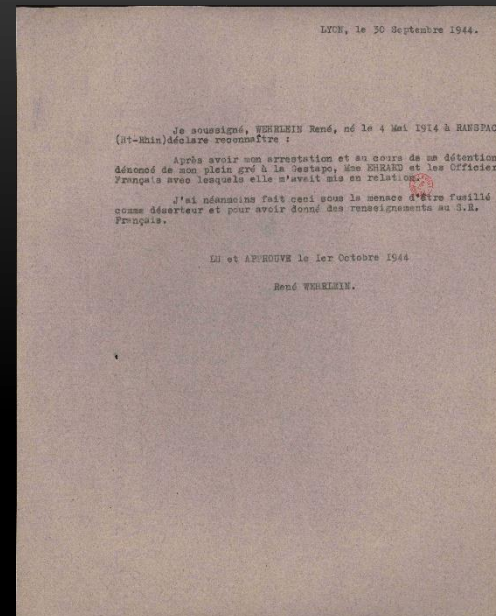 LYON, le 30 Septembre 1944.
Je soussigné, WEHRLEIN René, né le 4 Mai 1914 à RANSPAC
(Ht-Rhin)déclare reconnaître :
Après avoir mon arrestation et au cours de ma détention
dénoncé de mon plein gré à la Gestapo, Mme EHRARD et les Officier
Français avec lesquels elle m'avait mis en relation.
J'ai néanmoins fait ceci sous la menace d'être fusillé
comme déserteur et pour avoir donné des renseignements au S.R.
Français.
LU et APPROUVE le 1er Octobre 1944
René WEHRLEIN.